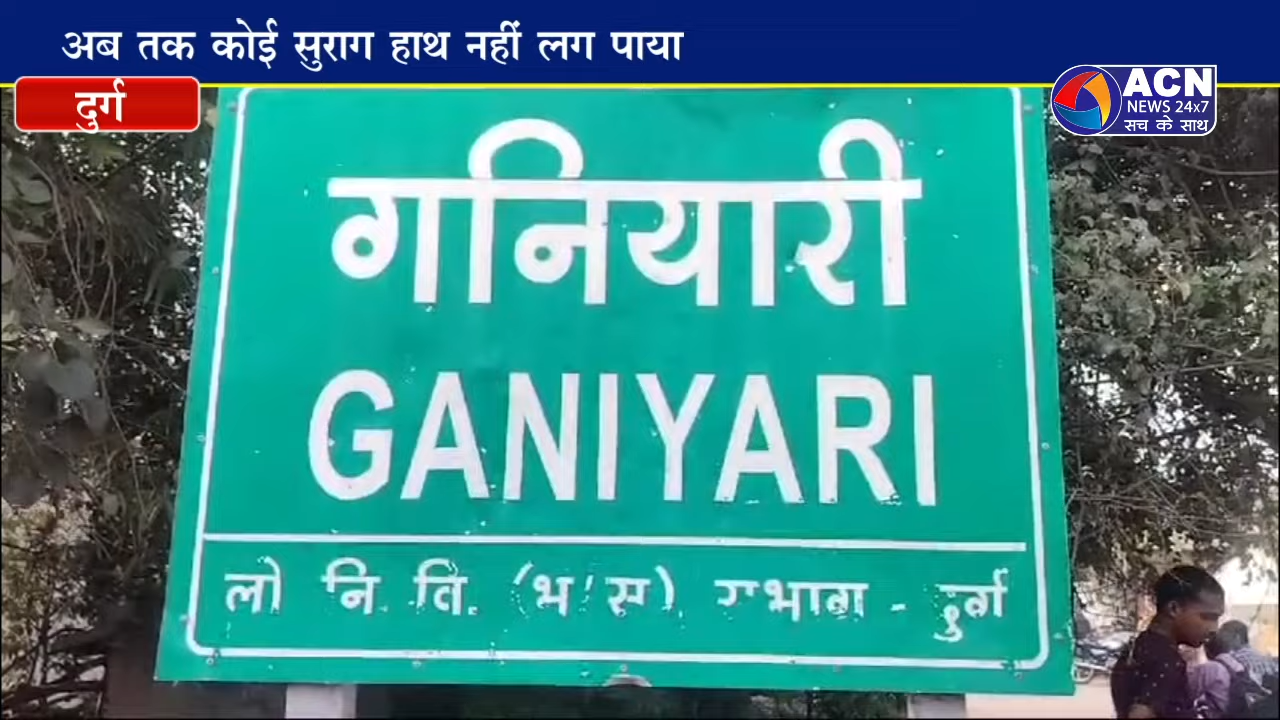 अब तक कोई सुराग हाथ नहीं लग पाया
दुर्ग
ACN
NEWS 24x7
सच के साथ
गनियारी
GANIYARI
लो नि वि. (भ/स) - दुर्ग